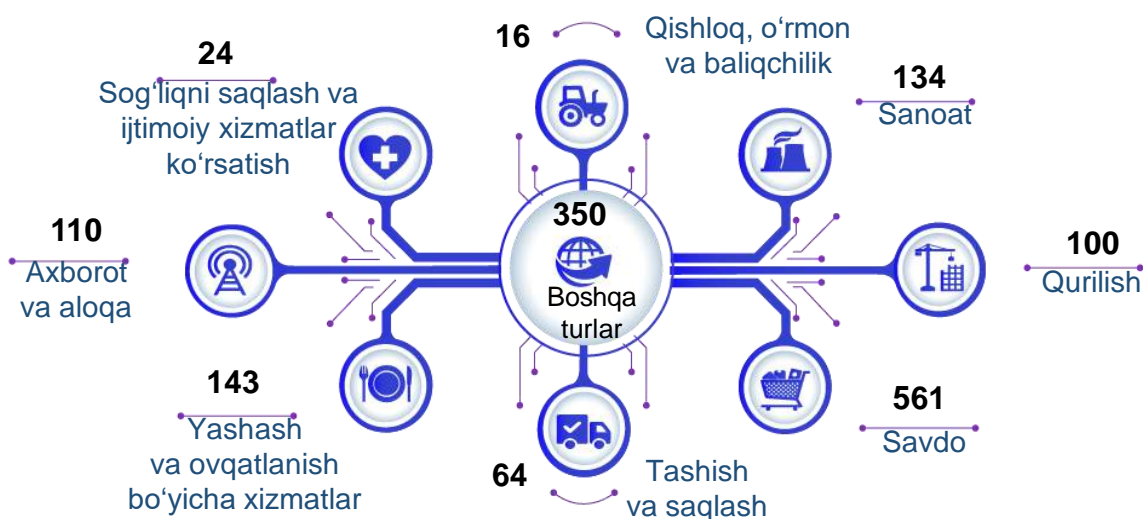 16
Qishloq, o‘rmon
va baliqchilik
24
Sog‘liqni saqlash va
ijtimoiy xizmatlar
ko‘rsatish
134
Sanoat
110
Axborot
va aloqa
350
Boshqa
turlar
100
Qurilish
143
Yashash
va ovqatlanish
bo‘yicha xizmatlar
561
Savdo
64
Tashish
va saqlash